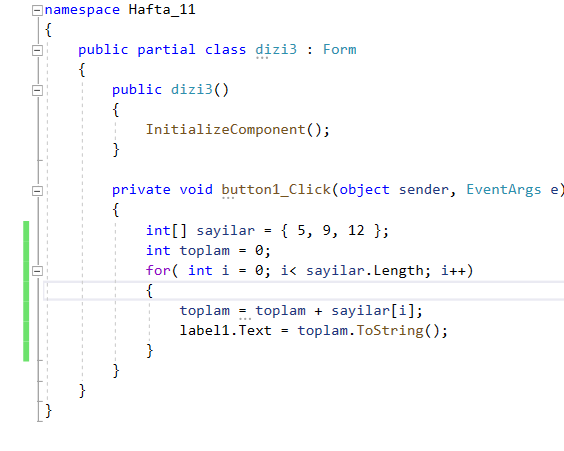 namespace Hafta_11
{
public partial class dizi3 : Form
{
public dizi3()
{
InitializeComponent();
}
private void button1_Click(object sender, EventArgs e)
{
int[] sayilar = { 5, 9, 12 };
int toplam = 0;
for( int i = 0; i< sayilar.Length; i++)
{
toplam = toplam + sayilar[i];
label1.Text = toplam.ToString();
}
}
}
}